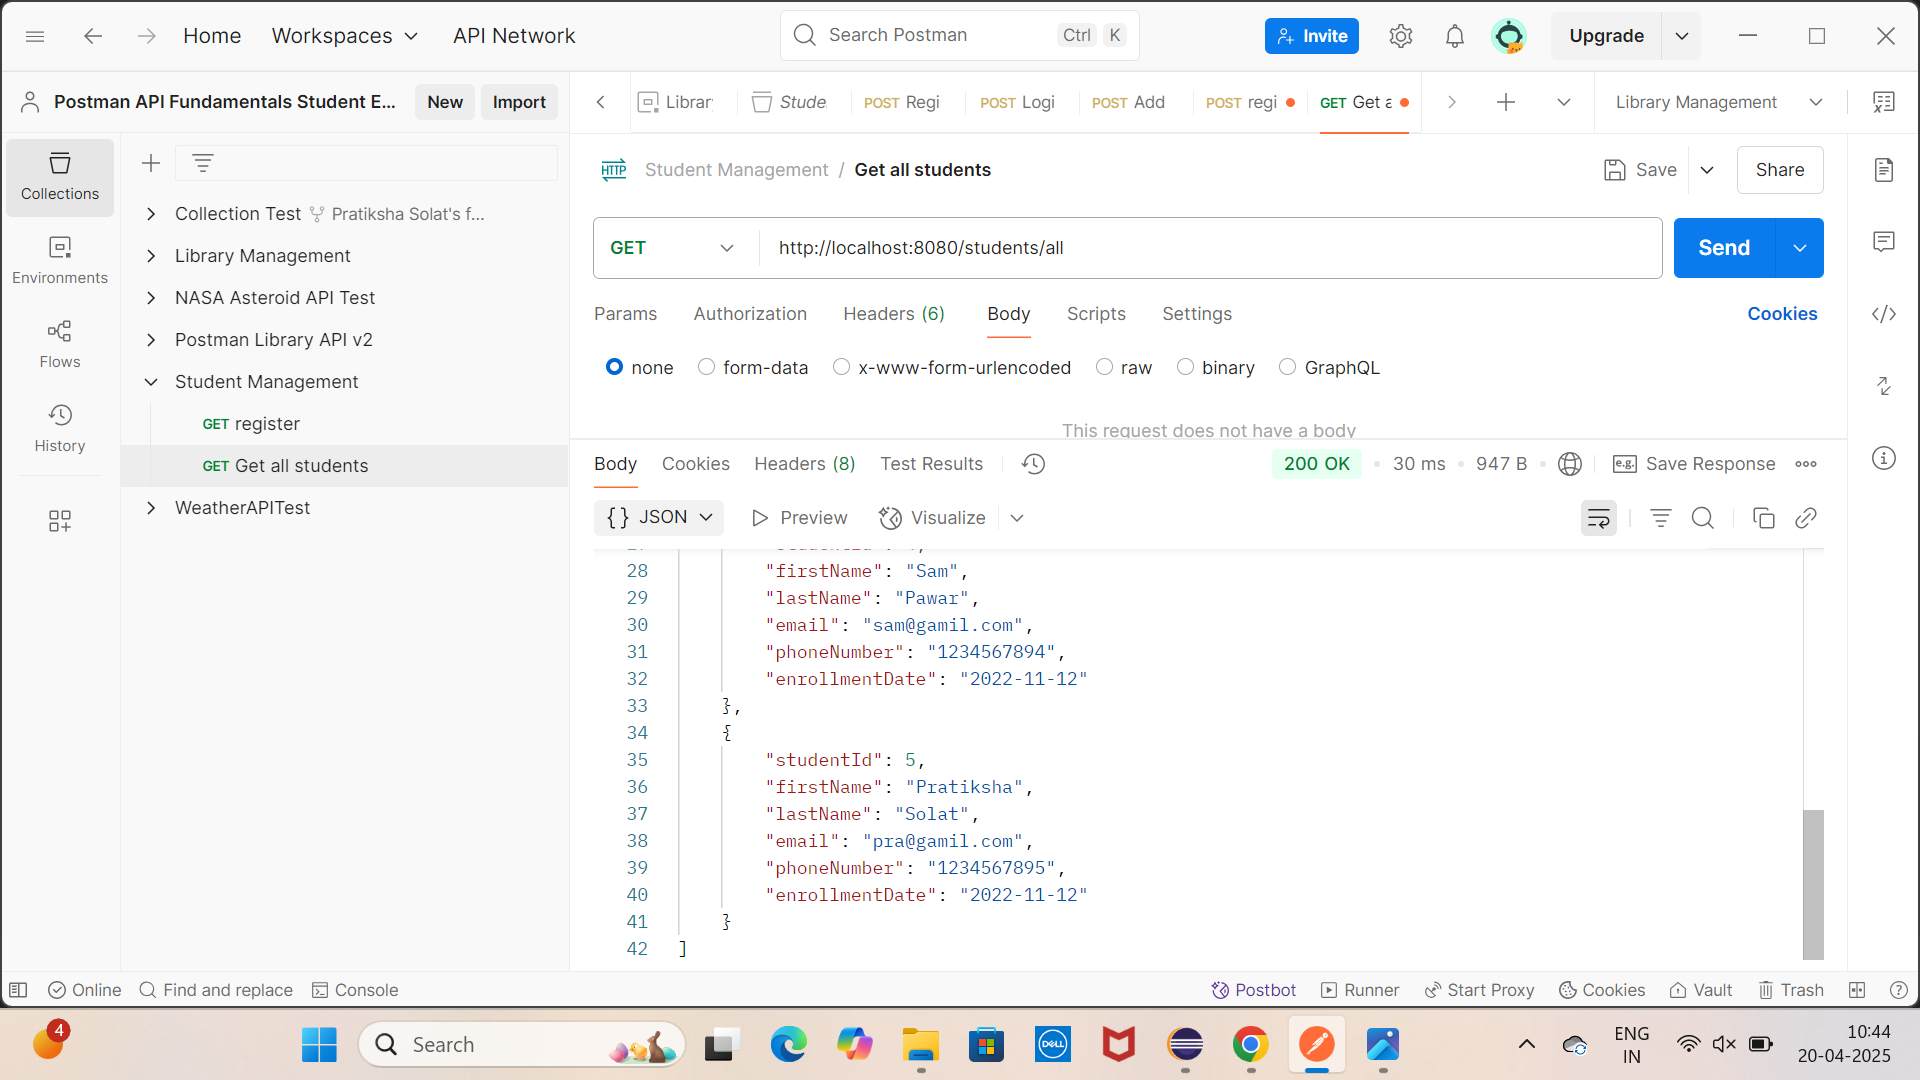 Home
Workspaces
API Network
Search Postman
Ctrl K
Invite
Upgrade
Postman API Fundamentals Student E...
New
Import
Librar
Stude
POST Regi
POST Logi
POST Add
POST regi
GET Get a
Library Management
Collections
Environments
Flows
History
Collection Test Pratiksha Solat's f...
Library Management
NASA Asteroid API Test
Postman Library API v2
Student Management
GET register
GET Get all students
WeatherAPITest
HTTP Student Management / Get all students
Save
Share
GET
http://localhost:8080/students/all
Send
Params
Authorization
Headers (6)
Body
Scripts
Settings
Cookies
none
form-data
x-www-form-urlencoded
raw
binary
GraphQL
This request does not have a body
Body
Cookies
Headers (8)
Test Results
200 OK
30 ms
947 B
e.g. Save Response
{} JSON
Preview
Visualize
28 "firstName": "Sam",
29 "lastName": "Pawar",
30 "email": "sam@gamil.com",
31 "phoneNumber": "1234567894",
32 "enrollmentDate": "2022-11-12"
33 },
34 {
35 "studentId": 5,
36 "firstName": "Pratiksha",
37 "lastName": "Solat",
38 "email": "pra@gamil.com",
39 "phoneNumber": "1234567895",
40 "enrollmentDate": "2022-11-12"
41 }
42 ]
Online
Find and replace
Console
Postbot
Runner
Start Proxy
Cookies
Vault
Trash
4
Search
DELL
ENG
IN
10:44
20-04-2025